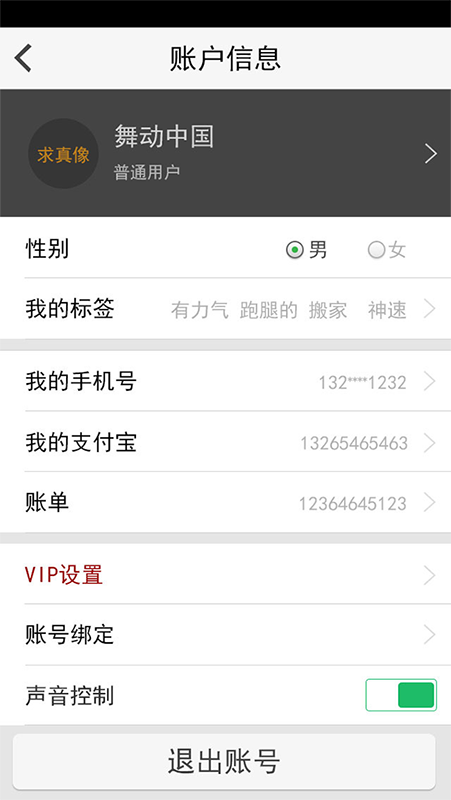 账户信息
求真像
舞动中国
普通用户
性别 男 女
我的标签 有力气 跑腿的 搬家 神速
我的手机号 132****1232
我的支付宝 13265465463
账单 12364645123
VIP设置
账号绑定
声音控制
退出账号